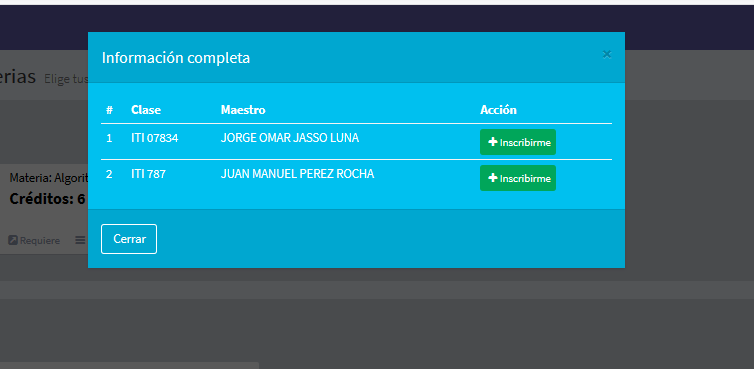 erias Elige tus
Información completa ×
# Clase Maestro Acción
1 ITI 07834 JORGE OMAR JASSO LUNA Inscribirme
2 ITI 787 JUAN MANUEL PEREZ ROCHA Inscribirme
Materia: Algorit
Créditos: 6
Requiere
Cerrar